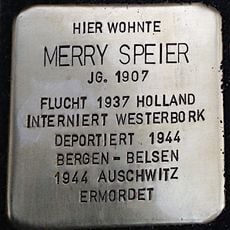 HIER WOHNTE
MERRY SPEIER
JG. 1907
FLUCHT 1937 HOLLAND
INTERNIERT WESTERBORK
DEPORTIERT 1944
BERGEN-BELSEN
1944 AUSCHWITZ
ERMORDET